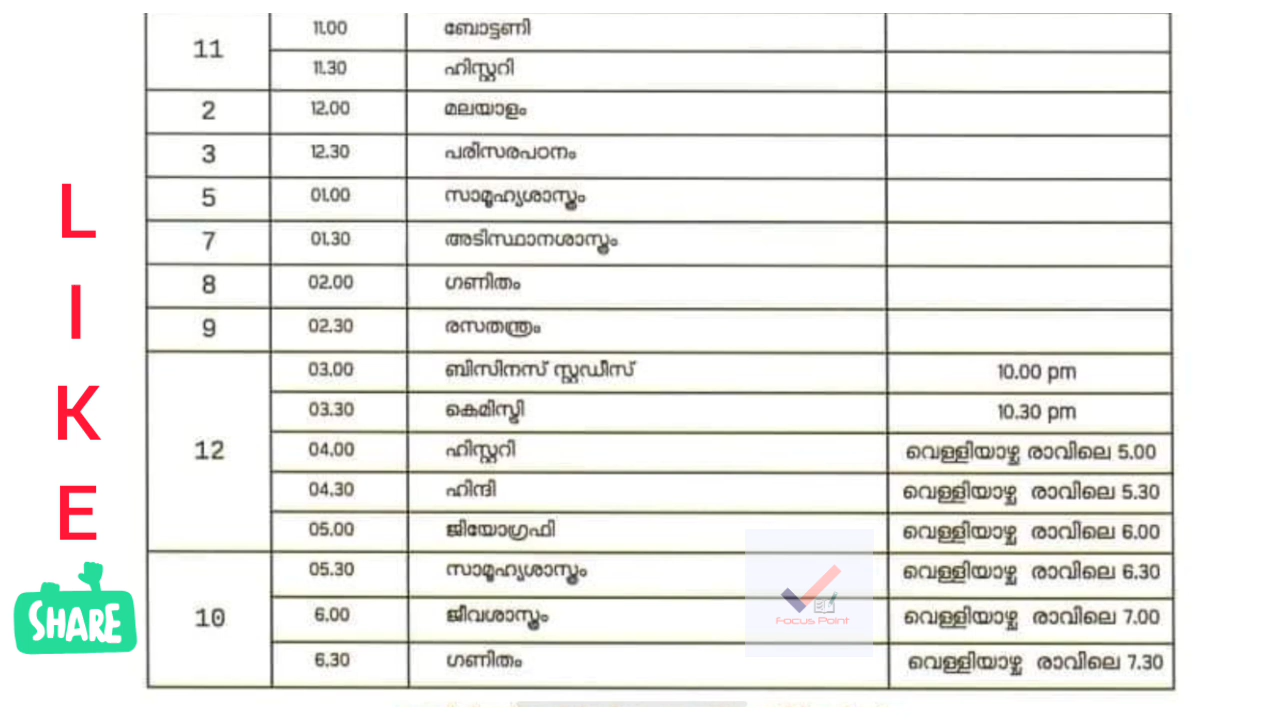 11 11.00 ബോട്ടണി
11.30 ഹിസ്റ്ററി
2 12.00 മലയാളം
3 12.30 പരിസരപഠനം
5 01.00 സാമൂഹ്യശാസ്ത്രം
7 01.30 അടിസ്ഥാനശാസ്ത്രം
8 02.00 ഗണിതം
9 02.30 രസതന്ത്രം
12 03.00 ബിസിനസ് സ്റ്റഡീസ് 10.00 pm
03.30 കെമിസ്ട്രി 10.30 pm
04.00 ഹിസ്റ്ററി വെള്ളിയാഴ്ച രാവിലെ 5.00
04.30 ഹിന്ദി വെള്ളിയാഴ്ച രാവിലെ 5.30
05.00 ജിയോഗ്രഫി വെള്ളിയാഴ്ച രാവിലെ 6.00
10 05.30 സാമൂഹ്യശാസ്ത്രം വെള്ളിയാഴ്ച രാവിലെ 6.30
6.00 ജീവശാസ്ത്രം വെള്ളിയാഴ്ച രാവിലെ 7.00
6.30 ഗണിതം വെള്ളിയാഴ്ച രാവിലെ 7.30
LIKE
SHARE
Focus Point